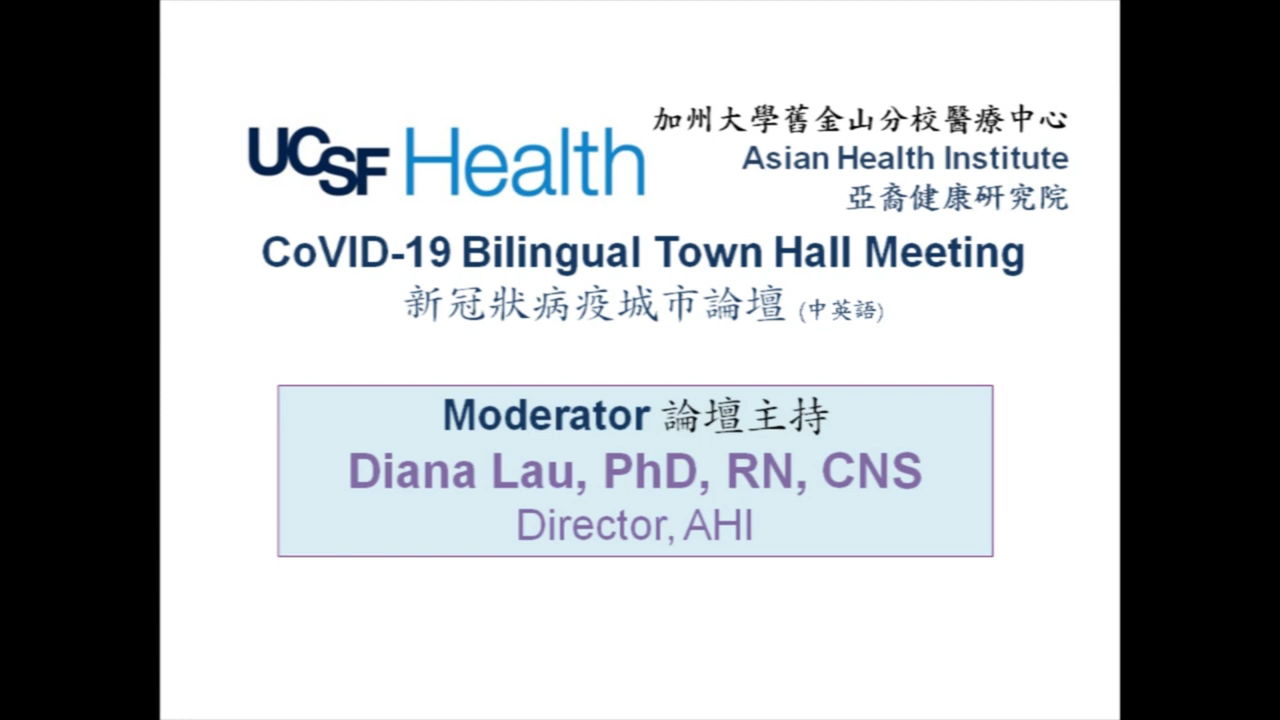 UCSF Health
加州大學舊金山分校醫療中心
Asian Health Institute
亞裔健康研究院
CoVID-19 Bilingual Town Hall Meeting
新冠狀病疫城市論壇 (中英語)
Moderator 論壇主持
Diana Lau, PhD, RN, CNS
Director, AHI